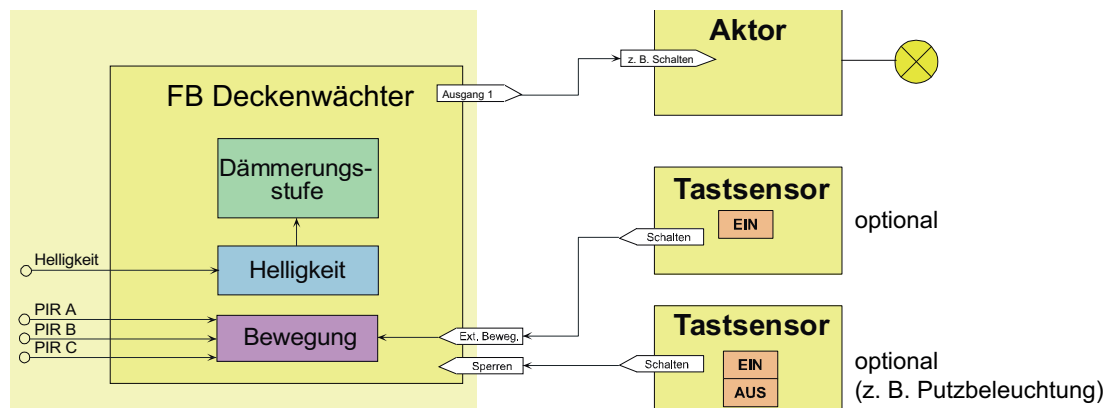 Aktor
z. B. Schalten
FB Deckenwächter
Ausgang 1
Dämmerungs-
stufe
Tastsensor
EIN
optional
Schalten
Helligkeit
Helligkeit
PIR A
PIR B
PIR C
Bewegung
Ext. Beweg.
Sperren
Tastsensor
Schalten
EIN
AUS
optional
(z. B. Putzbeleuchtung)